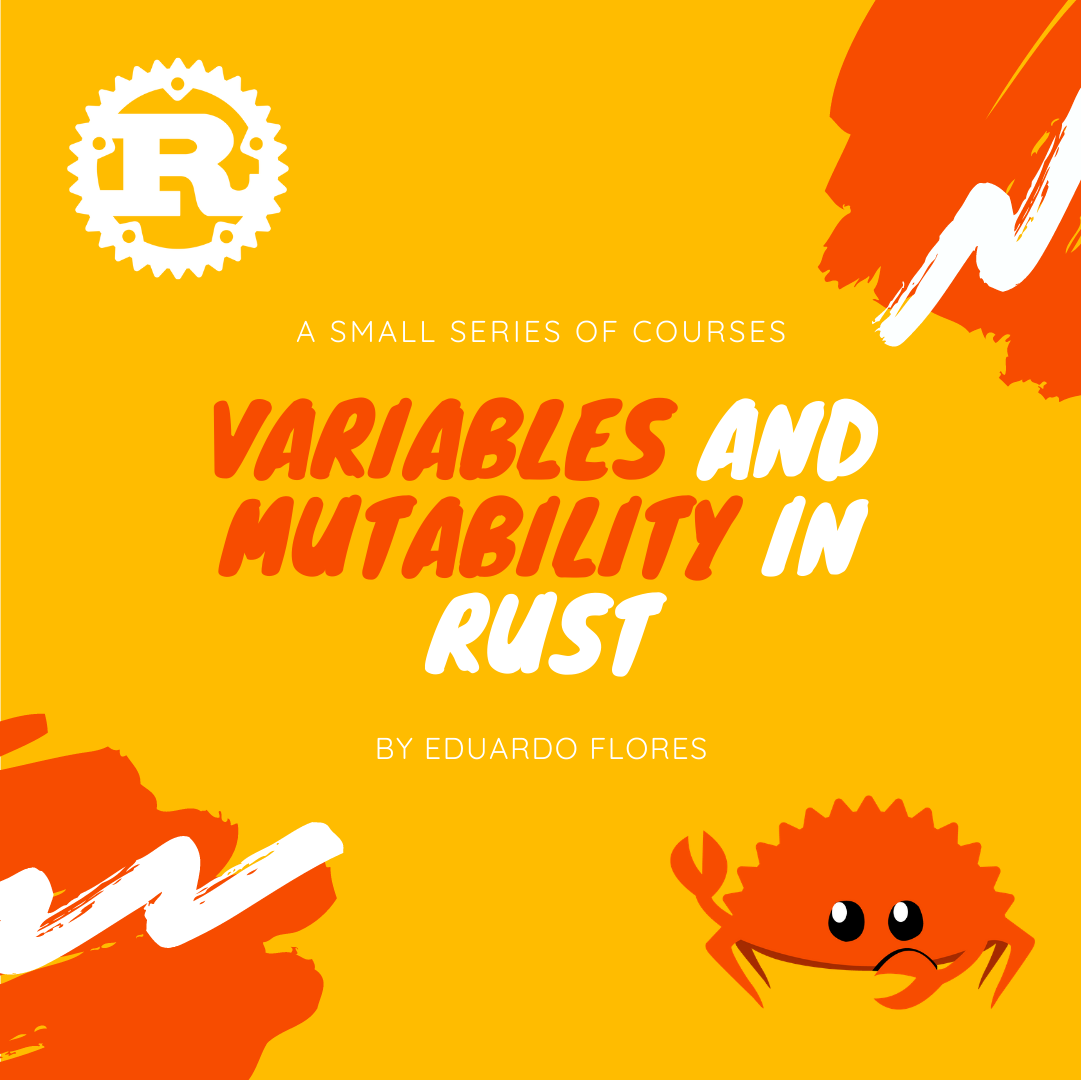 R
A SMALL SERIES OF COURSES
VARIABLES AND
MUTABILITY IN
RUST
BY EDUARDO FLORES